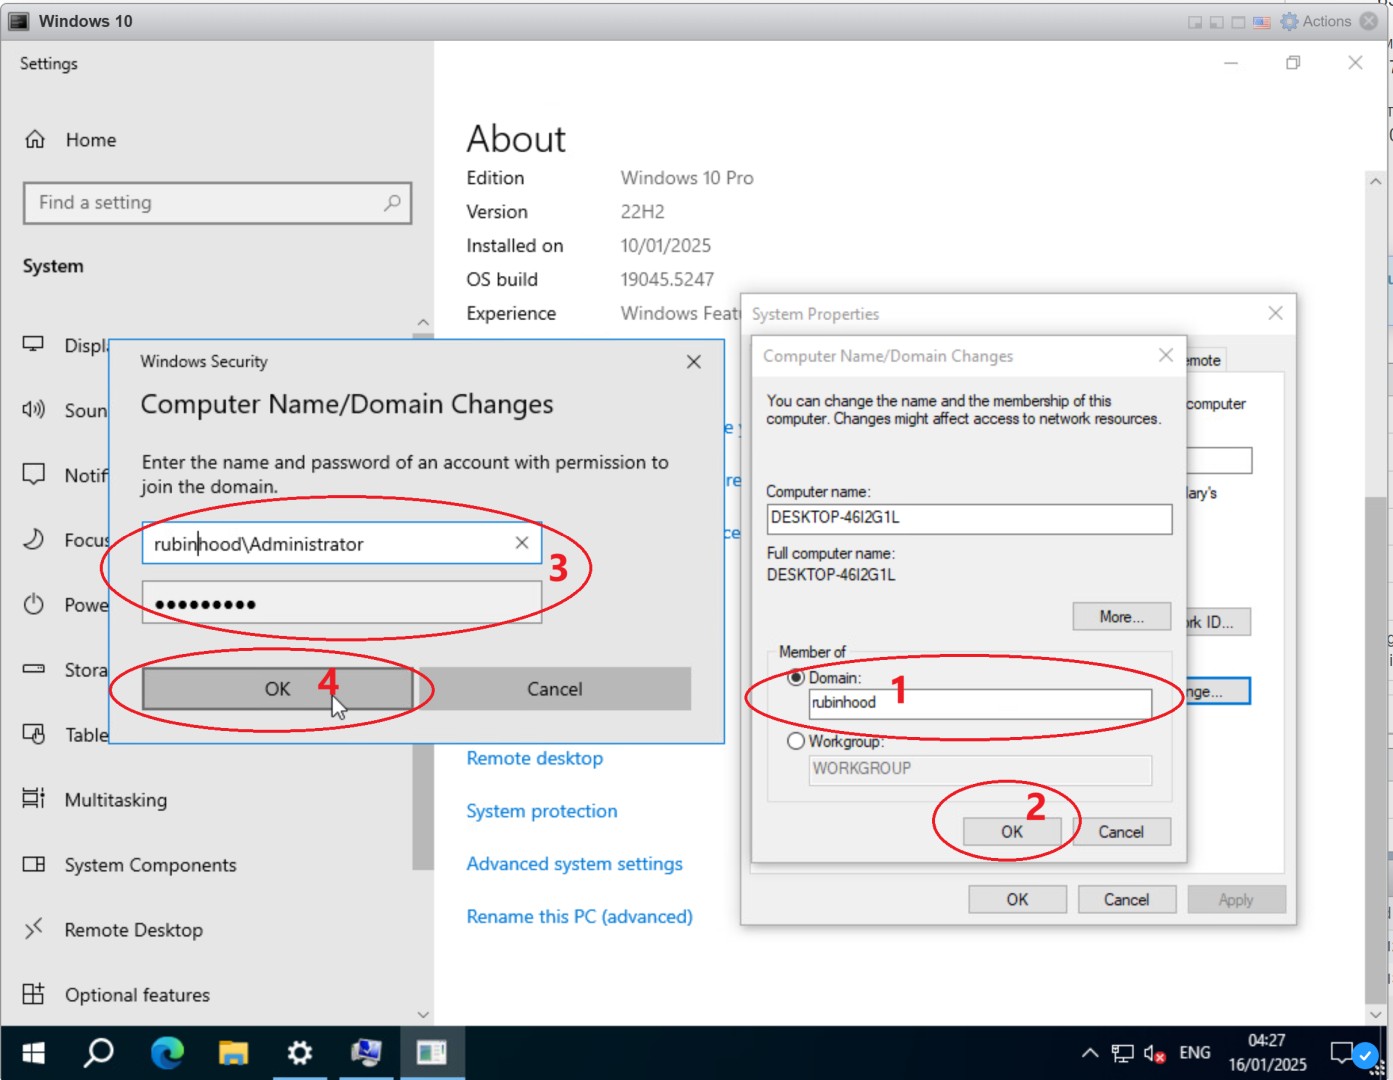 Windows 10
Actions
Settings
Home
Find a setting
System
Soun
Notif
Focus
Powe
Stora
Table
Multitasking
System Components
Remote Desktop
Optional features
About
Edition Windows 10 Pro
Version 22H2
Installed on 10/01/2025
OS build 19045.5247
Experience Windows Featu
Remote desktop
System protection
Advanced system settings
Rename this PC (advanced)
Windows Security
Computer Name/Domain Changes
Enter the name and password of an account with permission to
join the domain.
rubinhood\Administrator
3
OK
4
Cancel
System Properties
emote
computer
lary's
rk ID...
nge...
Computer Name/Domain Changes
You can change the name and the membership of this
computer. Changes might affect access to network resources.
Computer name:
DESKTOP-46I2G1L
Full computer name:
DESKTOP-46I2G1L
More...
Member of
Domain:
1
rubinhood
Workgroup:
WORKGROUP
2
OK
Cancel
OK
Cancel
Apply
ENG
04:27
16/01/2025